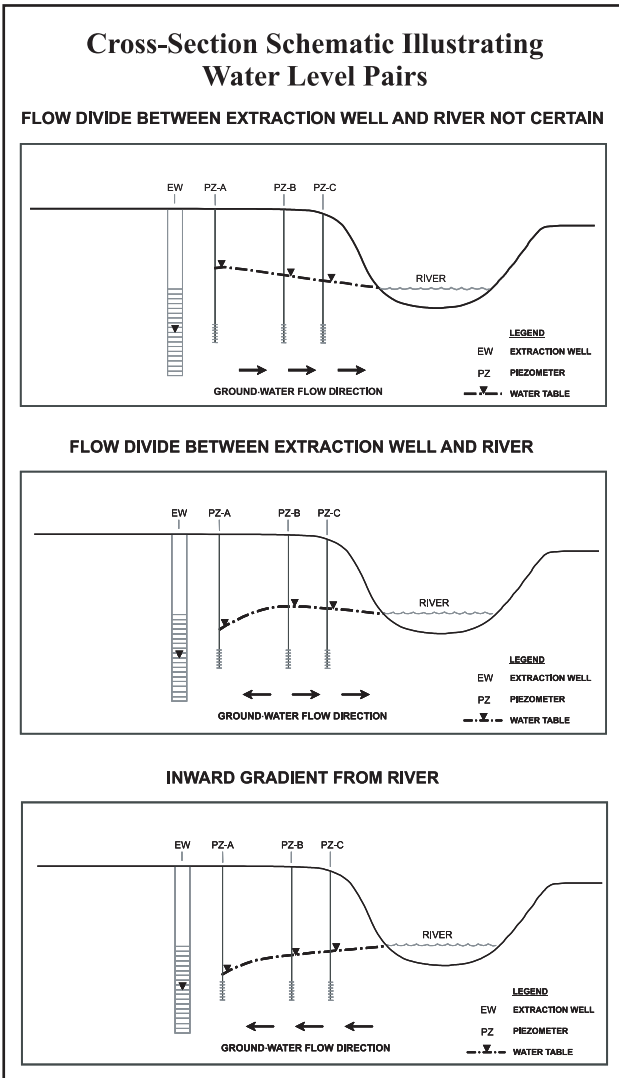 Cross-Section Schematic Illustrating
Water Level Pairs
FLOW DIVIDE BETWEEN EXTRACTION WELL AND RIVER NOT CERTAIN
EW PZ-A PZ-B PZ-C
RIVER
LEGEND
EW EXTRACTION WELL
PZ PIEZOMETER
WATER TABLE
GROUND-WATER FLOW DIRECTION
FLOW DIVIDE BETWEEN EXTRACTION WELL AND RIVER
EW PZ-A PZ-B PZ-C
RIVER
LEGEND
EW EXTRACTION WELL
PZ PIEZOMETER
WATER TABLE
GROUND-WATER FLOW DIRECTION
INWARD GRADIENT FROM RIVER
EW PZ-A PZ-B PZ-C
RIVER
LEGEND
EW EXTRACTION WELL
PZ PIEZOMETER
WATER TABLE
GROUND-WATER FLOW DIRECTION